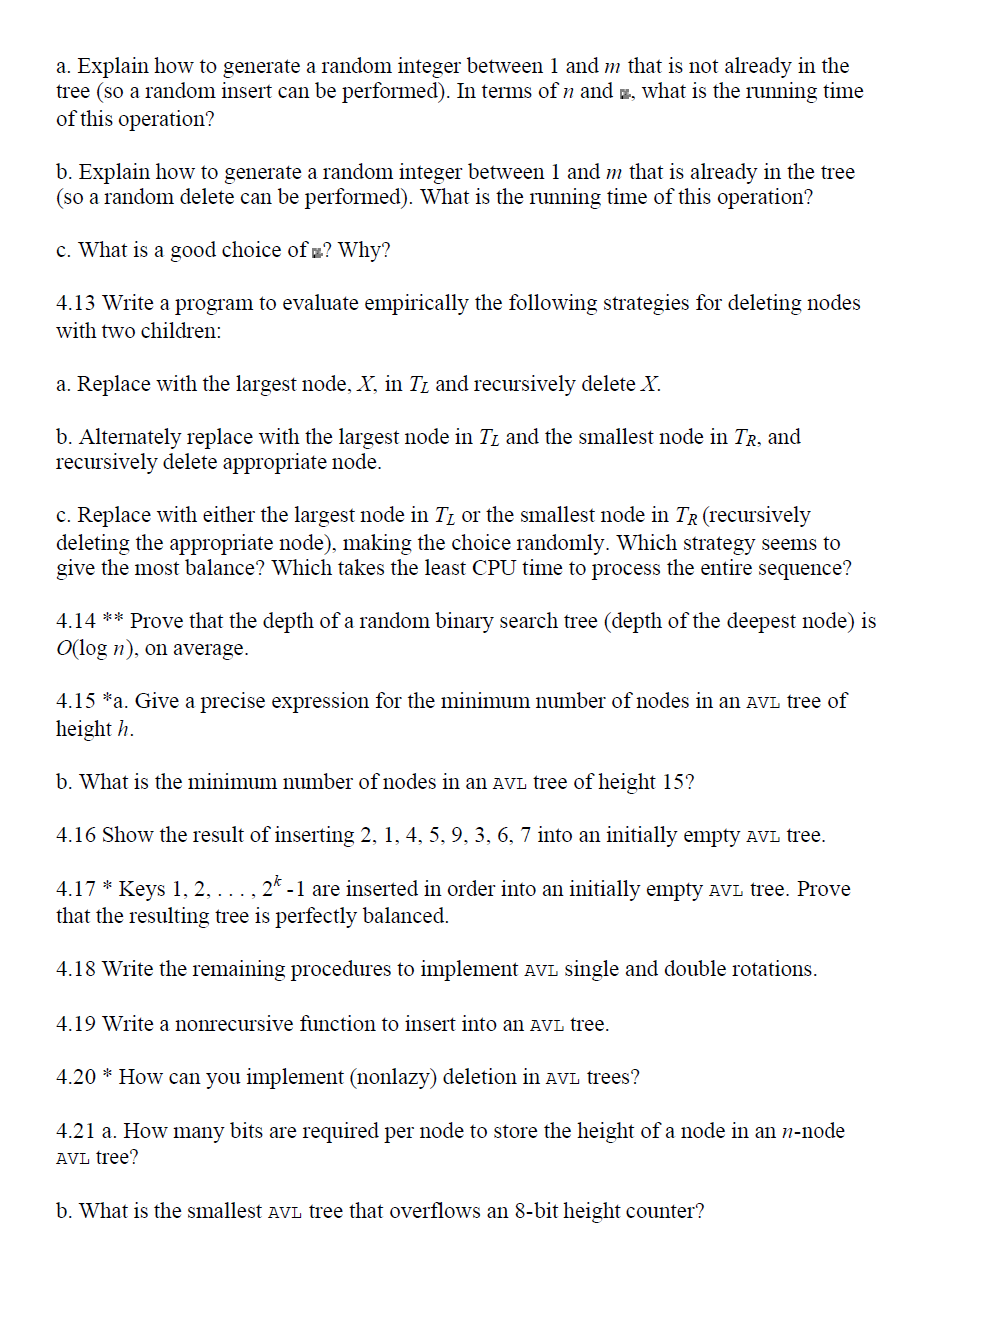 a. Explain how to generate a random integer between 1 and m that is not already in the
tree (so a random insert can be performed). In terms of n and , what is the running time
of this operation?
b. Explain how to generate a random integer between 1 and m that is already in the tree
(so a random delete can be performed). What is the running time of this operation?
c. What is a good choice of ? Why?
4.13 Write a program to evaluate empirically the following strategies for deleting nodes
with two children:
a. Replace with the largest node, X, in TL and recursively delete X.
b. Alternately replace with the largest node in TL and the smallest node in TR, and
recursively delete appropriate node.
c. Replace with either the largest node in TL or the smallest node in TR (recursively
deleting the appropriate node), making the choice randomly. Which strategy seems to
give the most balance? Which takes the least CPU time to process the entire sequence?
4.14 ** Prove that the depth of a random binary search tree (depth of the deepest node) is
O(log n), on average.
4.15 *a. Give a precise expression for the minimum number of nodes in an AVL tree of
height h.
b. What is the minimum number of nodes in an AVL tree of height 15?
4.16 Show the result of inserting 2, 1, 4, 5, 9, 3, 6, 7 into an initially empty AVL tree.
4.17 * Keys 1, 2, . . . , 2^k -1 are inserted in order into an initially empty AVL tree. Prove
that the resulting tree is perfectly balanced.
4.18 Write the remaining procedures to implement AVL single and double rotations.
4.19 Write a nonrecursive function to insert into an AVL tree.
4.20 * How can you implement (nonlazy) deletion in AVL trees?
4.21 a. How many bits are required per node to store the height of a node in an n-node
AVL tree?
b. What is the smallest AVL tree that overflows an 8-bit height counter?